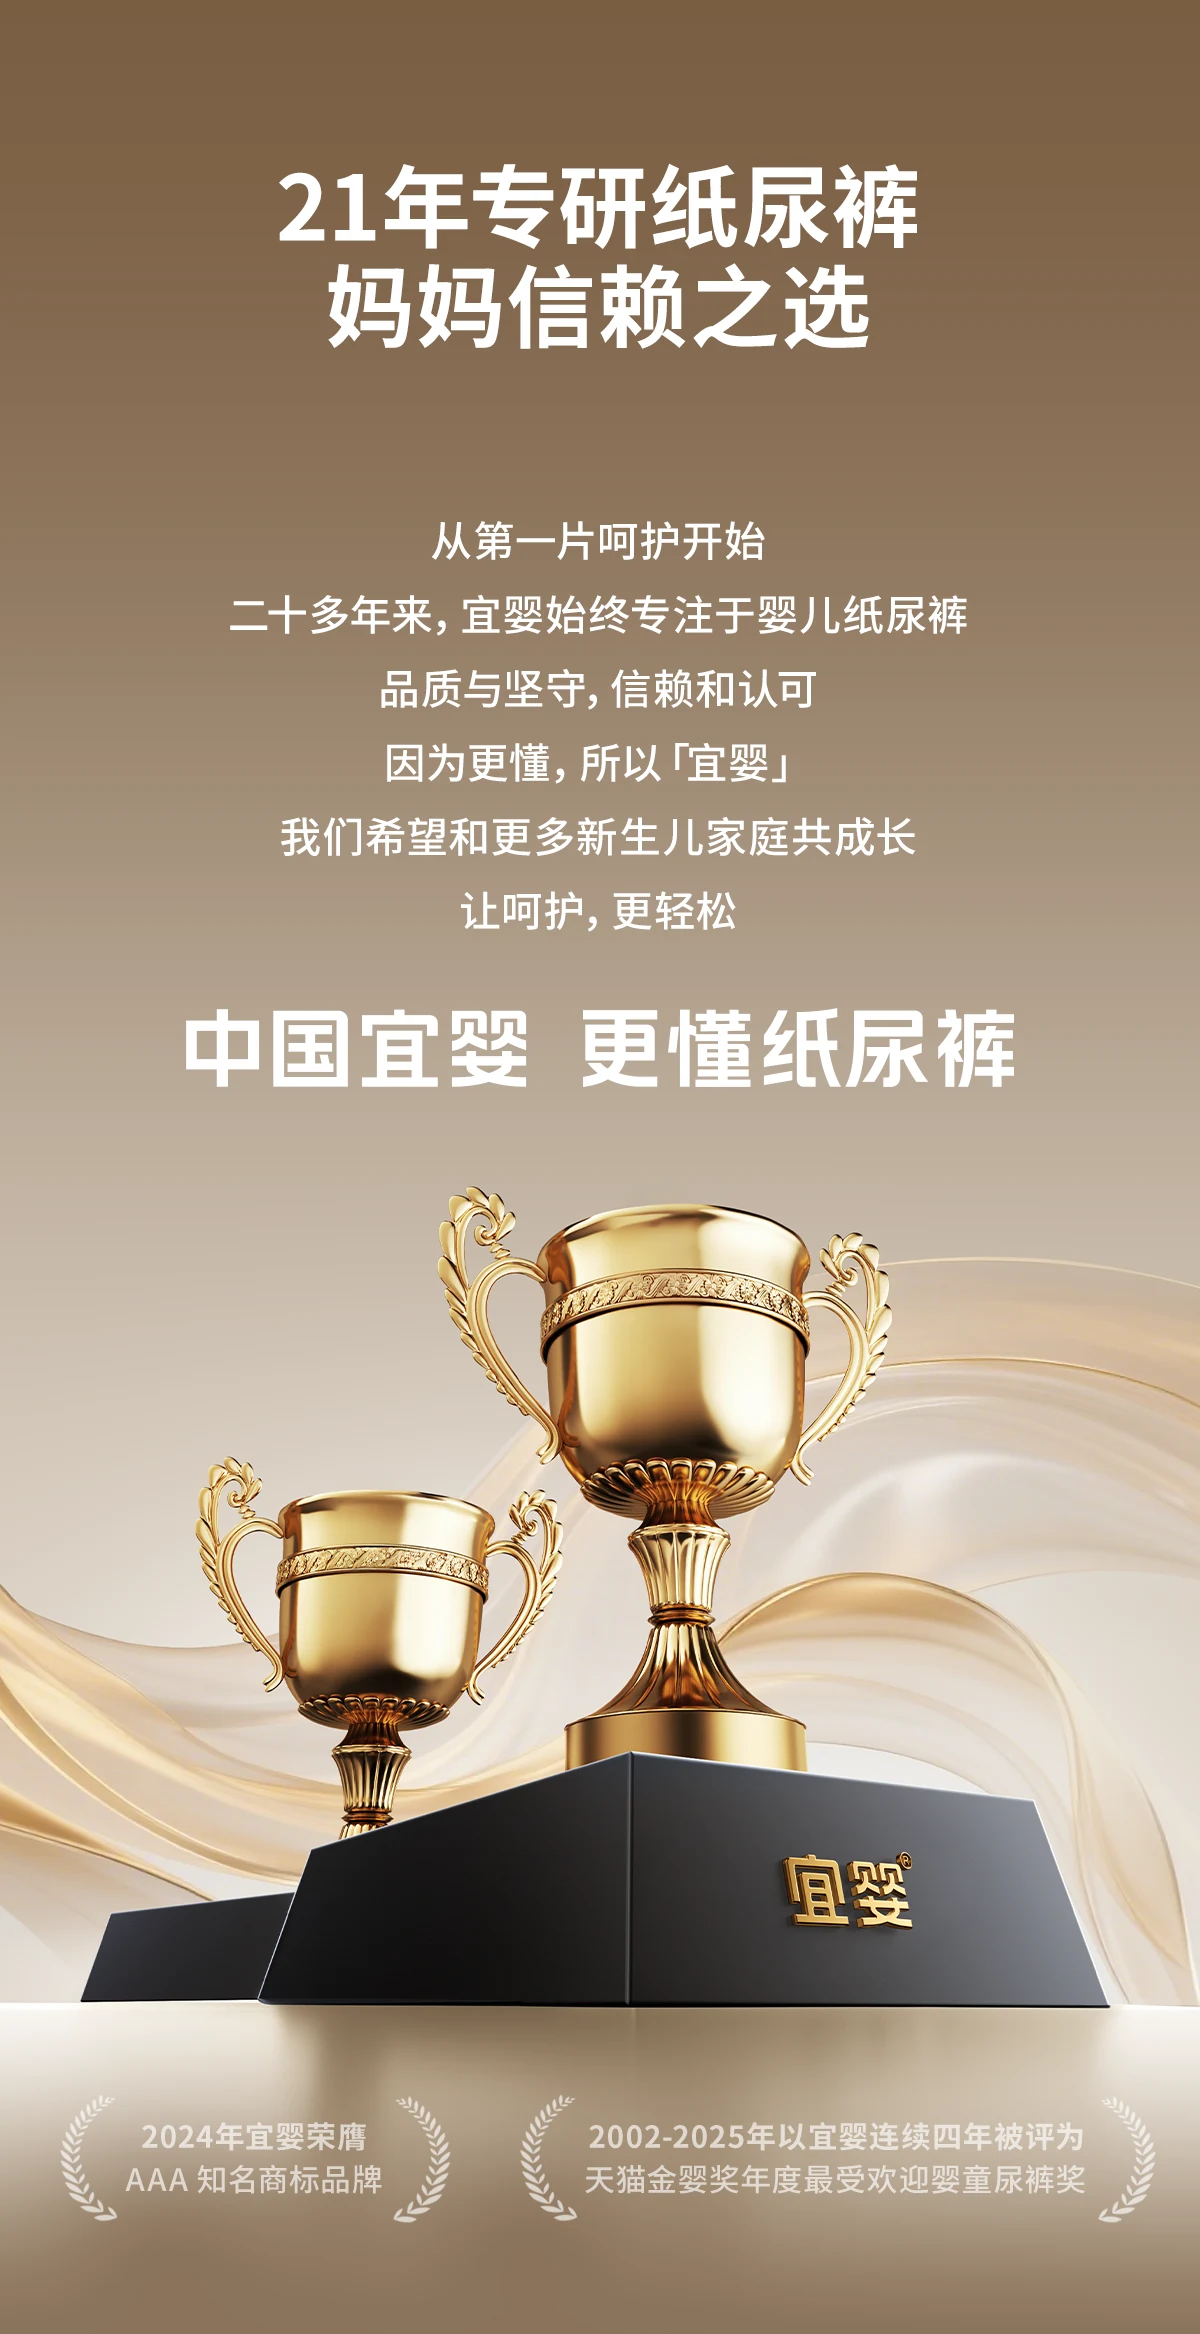 21年专研纸尿裤
妈妈信赖之选
从第一片呵护开始
二十多年来，宜婴始终专注于婴儿纸尿裤
品质与坚守，信赖和认可
因为更懂，所以「宜婴」
我们希望和更多新生儿家庭共成长
让呵护，更轻松
中国宜婴 更懂纸尿裤
宜婴®
2024年宜婴荣膺
AAA 知名商标品牌
2002-2025年以宜婴连续四年被评为
天猫金婴奖年度最受欢迎婴童尿裤奖